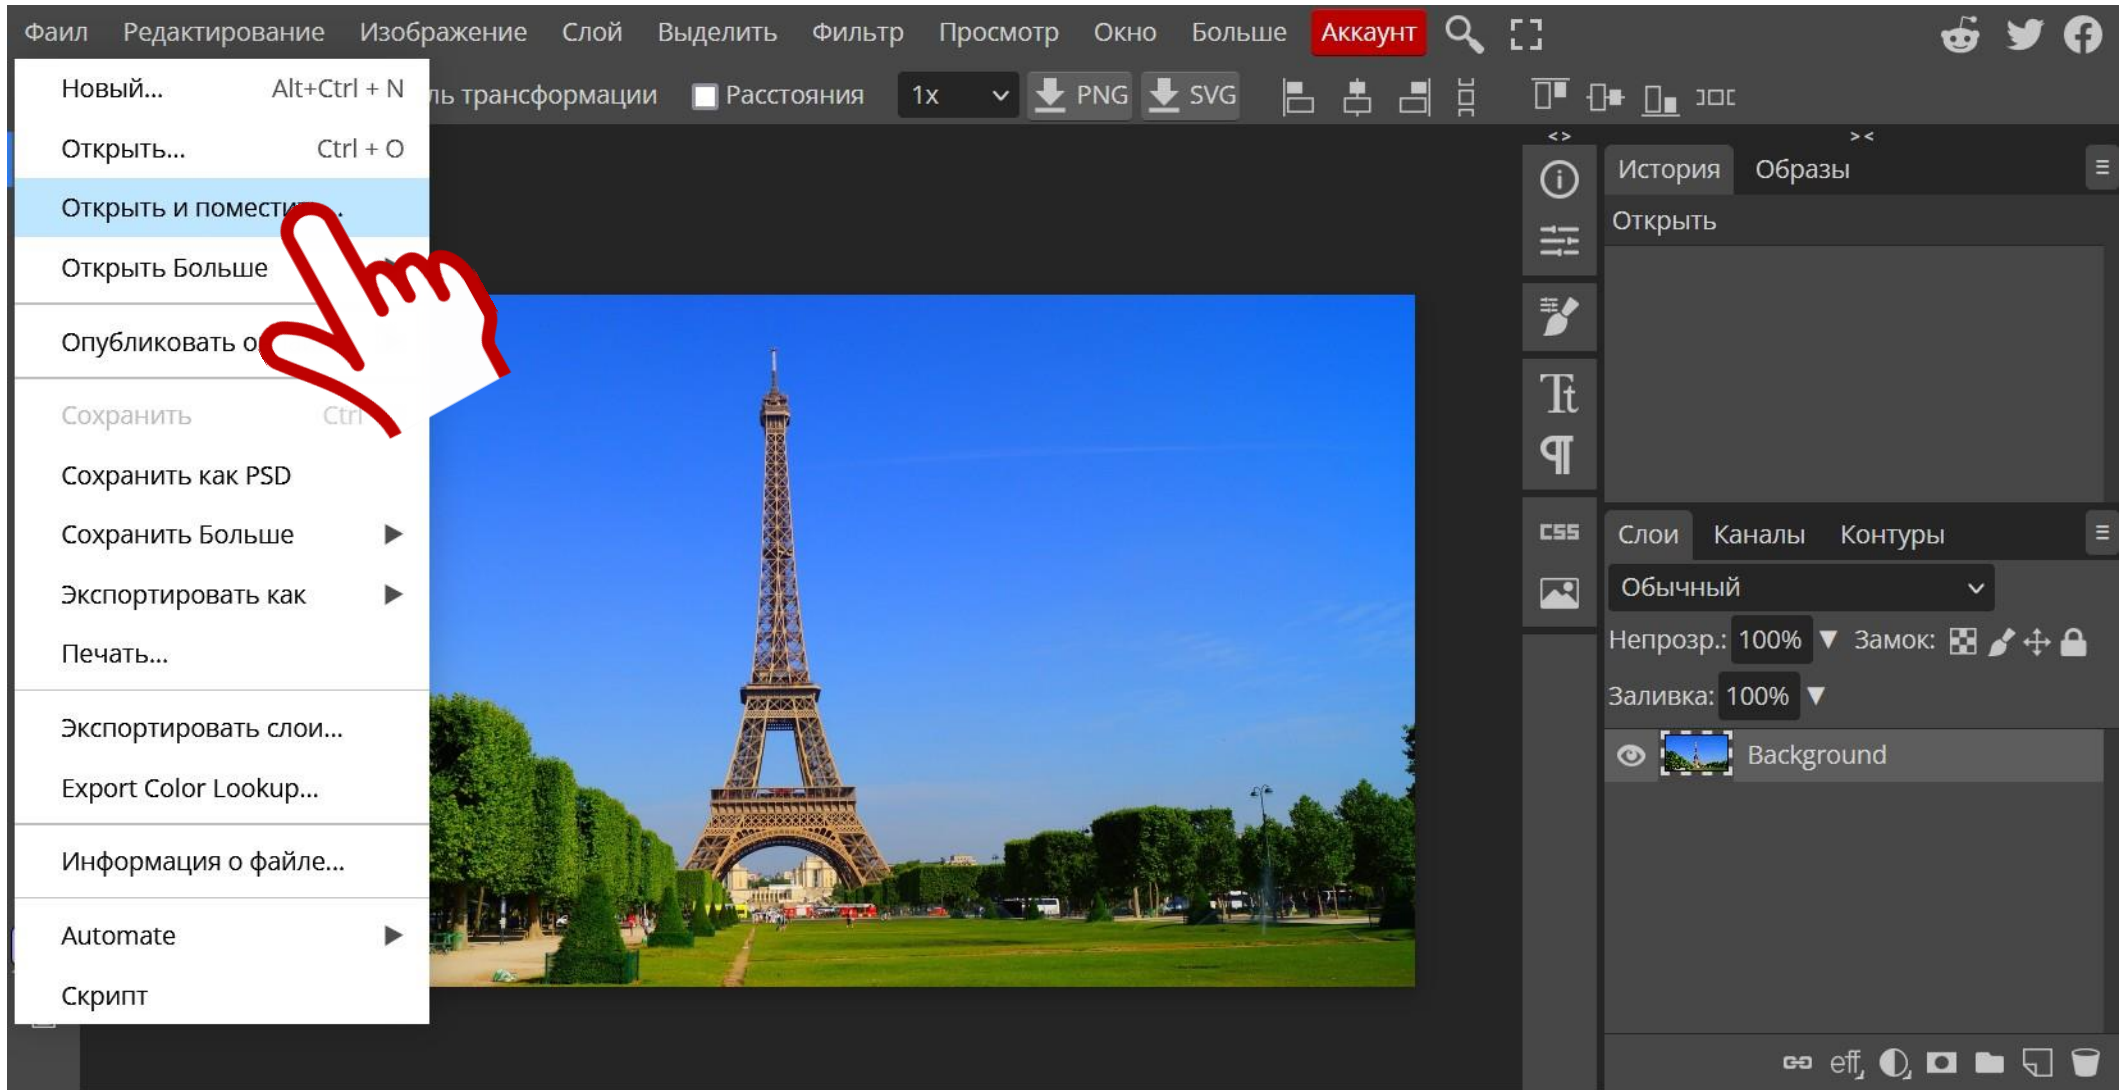 Фаил Редактирование Изображение Слой Выделить Фильтр Просмотр Окно Больше Аккаунт
ль трансформации Расстояния 1x PNG SVG
Новый... Alt+Ctrl + N
Открыть... Ctrl + O
Открыть и поместить...
Открыть Больше
Опубликовать
Сохранить Ctrl
Сохранить как PSD
Сохранить Больше
Экспортировать как
Печать...
Экспортировать слои...
Export Color Lookup...
Информация о файле...
Automate
Скрипт
<> ><
История Образы
Открыть
CSS
Слои Каналы Контуры
Обычный
Непрозр.: 100% Замок:
Заливка: 100%
Background
eff